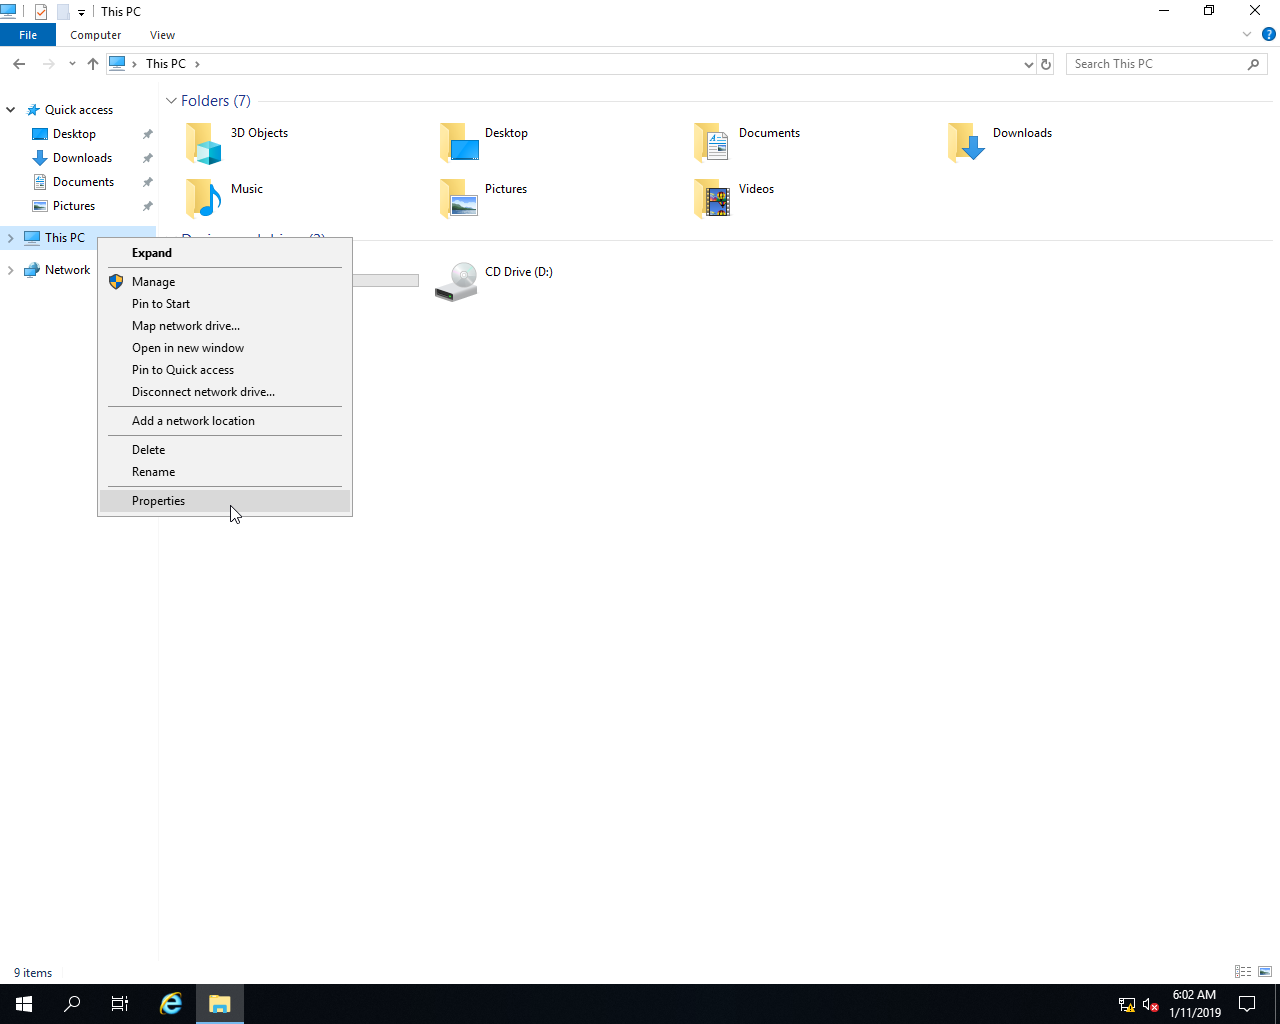 This PC
File Computer View
This PC
Search This PC
Quick access
Desktop
Downloads
Documents
Pictures
This PC
Network
Folders (7)
3D Objects
Desktop
Documents
Downloads
Music
Pictures
Videos
CD Drive (D:)
Expand
Manage
Pin to Start
Map network drive...
Open in new window
Pin to Quick access
Disconnect network drive...
Add a network location
Delete
Rename
Properties
9 items
6:02 AM
1/11/2019